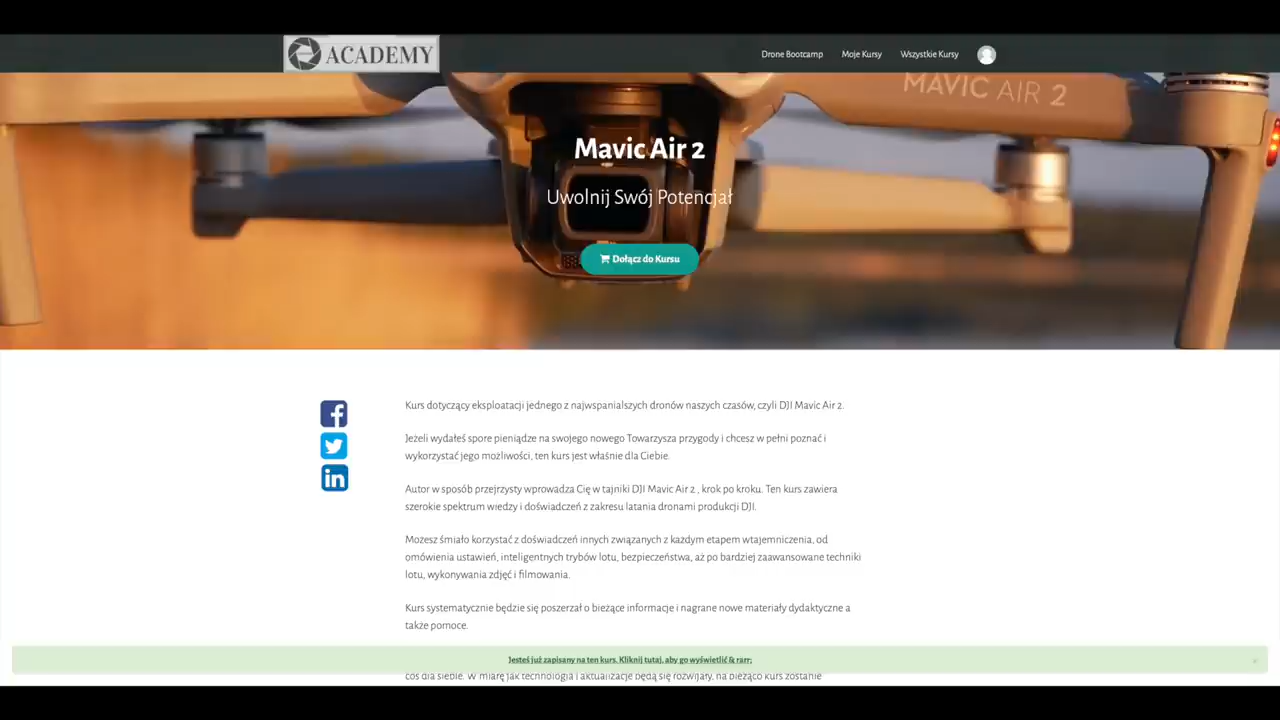 ACADEMY
Drone Bootcamp
Moje Kursy
Wszystkie Kursy
MAVIC AIR 2
Mavic Air 2
Uwolnij Swój Potencjał
Dołącz do Kursu
Kurs dotyczący eksploatacji jednego z najwspanialszych dronów naszych czasów, czyli DJI Mavic Air 2.
Jeżeli wydałeś spore pieniądze na swojego nowego Towarzysza przygody i chcesz w pełni poznać i
wykorzystać jego możliwości, ten kurs jest właśnie dla Ciebie.
Autor w sposób przejrzysty wprowadza Cię w tajniki DJI Mavic Air 2 , krok po kroku. Ten kurs zawiera
szerokie spektrum wiedzy i doświadczeń z zakresu latania dronami produkcji DJI.
Mozesz śmiało korzystać z doświadczeń innych związanych z każdym etapem wtajemniczenia, od
omówienia ustawień, inteligentnych trybów lotu, bezpieczeństwa, aż po bardziej zaawansowane techniki
lotu, wykonywania zdjęć i filmowania.
Kurs systematycznie będzie się poszerzał o bieżące informacje i nagrane nowe materiały dydaktyczne a
także pomoce.
Jesteś już zapisany na ten kurs. Kliknij tutaj, aby go wyświetlić & rarr;
coś dla siebie. W miarę jak technologia i aktualizacje będą się rozwijały, na bieżąco kurs zostanie